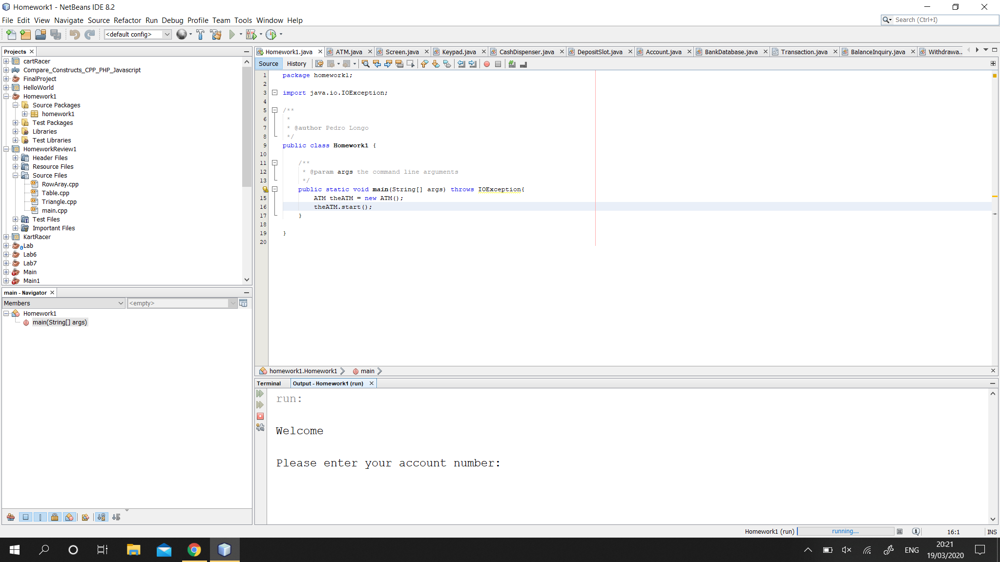 Homework1 - NetBeans IDE 8.2
File Edit View Navigate Source Refactor Run Debug Profile Team Tools Window Help
Search (Ctrl+I)
<default config>
Projects
cartRacer
Compare_Constructs_CPP_PHP_Javascript
FinalProject
HelloWorld
Homework1
Source Packages
homework1
Test Packages
Libraries
Test Libraries
HomeworkReview1
Header Files
Resource Files
Source Files
RowAray.cpp
Table.cpp
Triangle.cpp
main.cpp
Test Files
Important Files
KartRacer
Lab
Lab6
Lab7
Main
Main1
main - Navigator
Members
<empty>
Homework1
main(String[] args)
Homework1.java ATM.java Screen.java Keypad.java CashDispenser.java DepositSlot.java Account.java BankDatabase.java Transaction.java BalanceInquiry.java Withdrawa..
Source History
1 package homework1;
2
3 import java.io.IOException;
4
5 /**
6 *
7 * @author Pedro Longo
8 */
9 public class Homework1 {
10
11 /**
12 * @param args the command line arguments
13 */
public static void main(String[] args) throws IOException{
15 ATM theATM = new ATM();
16 theATM.start();
17 }
18
19 }
20
homework1.Homework1 main
Terminal Output - Homework1 (run)
run:
Welcome
Please enter your account number:
Homework1 (run) running... 1 16:1 INS
ENG
20:21
19/03/2020